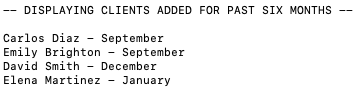 —— DISPLAYING CLIENTS ADDED FOR PAST SIX MONTHS ——
Carlos Diaz – September
Emily Brighton – September
David Smith – December
Elena Martinez – January